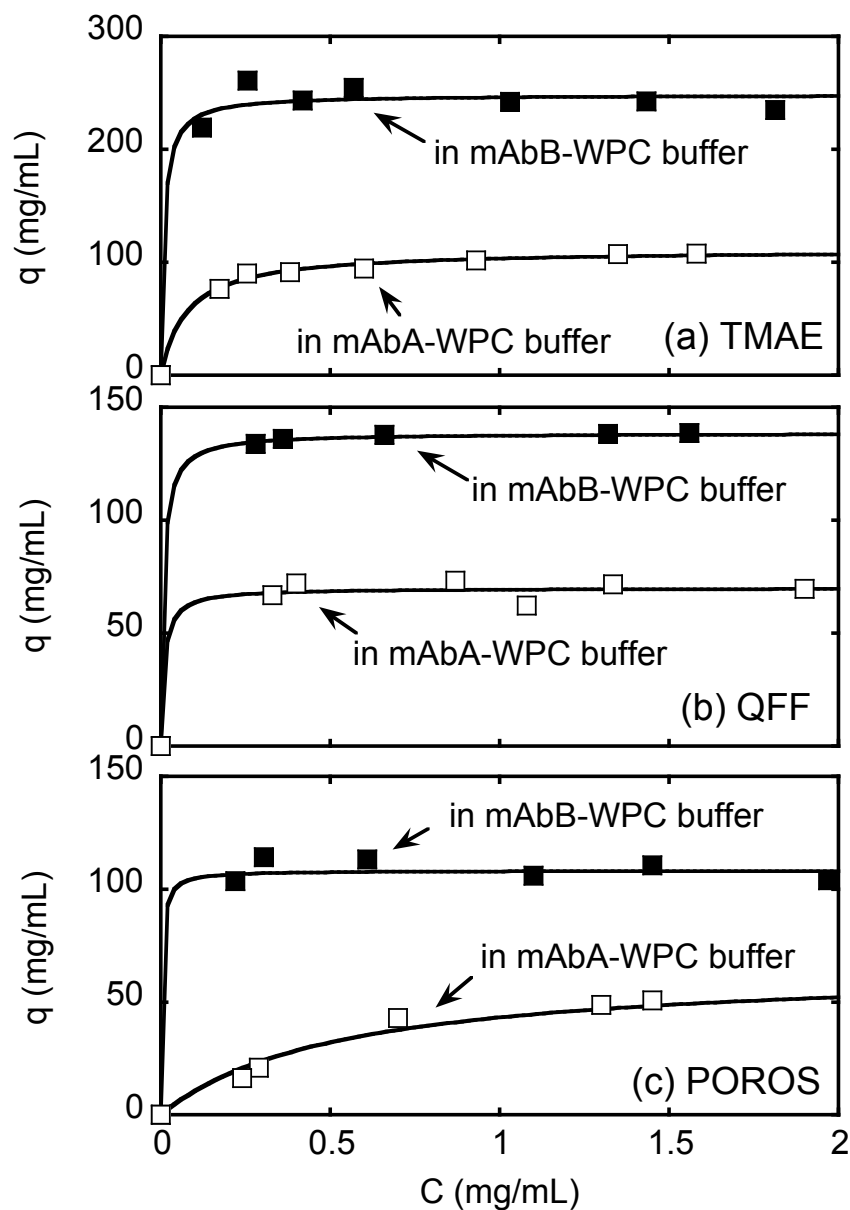 300
200
100
0
q (mg/mL)
in mAbB-WPC buffer
in mAbA-WPC buffer
(a) TMAE
150
100
50
0
q (mg/mL)
in mAbB-WPC buffer
in mAbA-WPC buffer
(b) QFF
150
100
50
0
q (mg/mL)
in mAbB-WPC buffer
in mAbA-WPC buffer
(c) POROS
0 0.5 1 1.5 2
C (mg/mL)